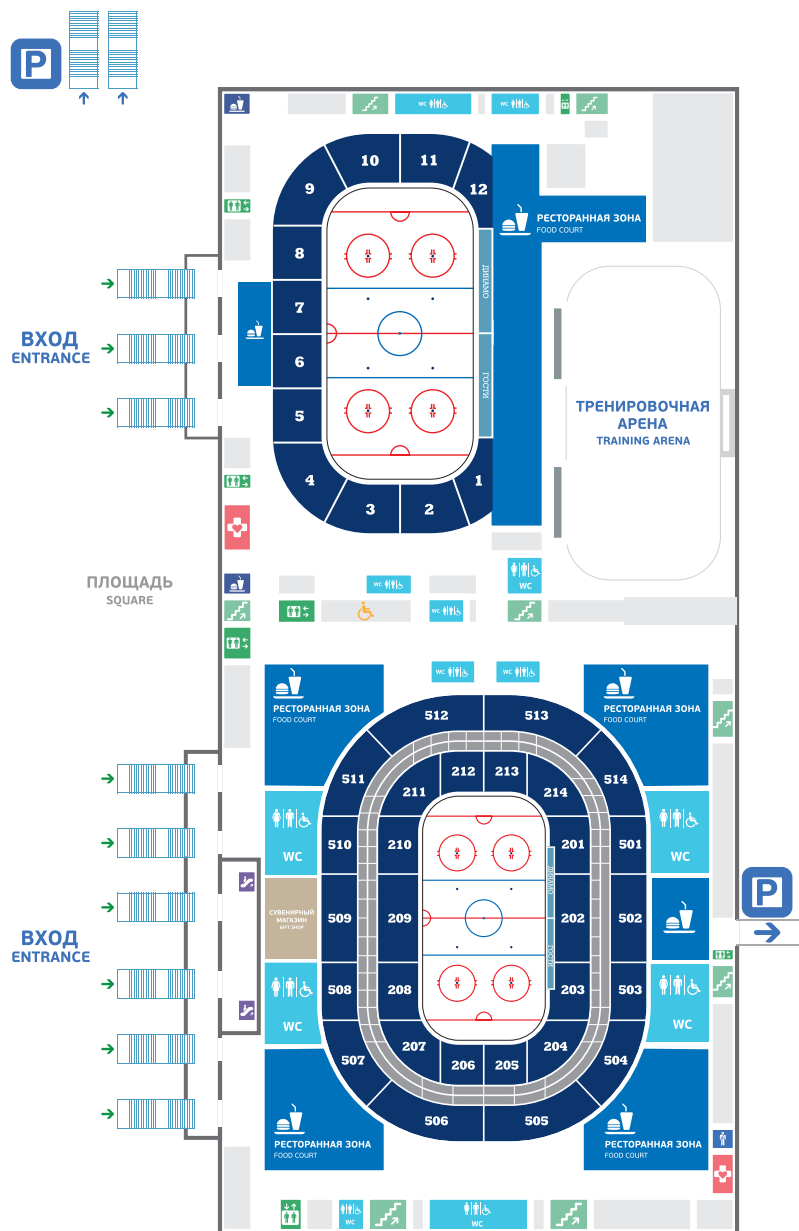 P
WC
WC
10
11
9
12
РЕСТОРАННАЯ ЗОНА
FOOD COURT
8
ДИНАМО
7
ВХОД
ENTRANCE
6
ГОСТИ
5
ТРЕНИРОВОЧНАЯ
АРЕНА
TRAINING ARENA
4
1
3
2
ПЛОЩАДЬ
SQUARE
WC
WC
WC
WC
WC
РЕСТОРАННАЯ ЗОНА
FOOD COURT
РЕСТОРАННАЯ ЗОНА
FOOD COURT
512
513
511
514
212
213
211
214
510
210
201
501
WC
WC
ДИНАМО
P
СУВЕНИРНЫЙ
МАГАЗИН
GIFT SHOP
509
209
202
502
ВХОД
ENTRANCE
ГОСТИ
508
208
203
503
WC
WC
507
207
204
504
206
205
506
505
РЕСТОРАННАЯ ЗОНА
FOOD COURT
РЕСТОРАННАЯ ЗОНА
FOOD COURT
WC
WC